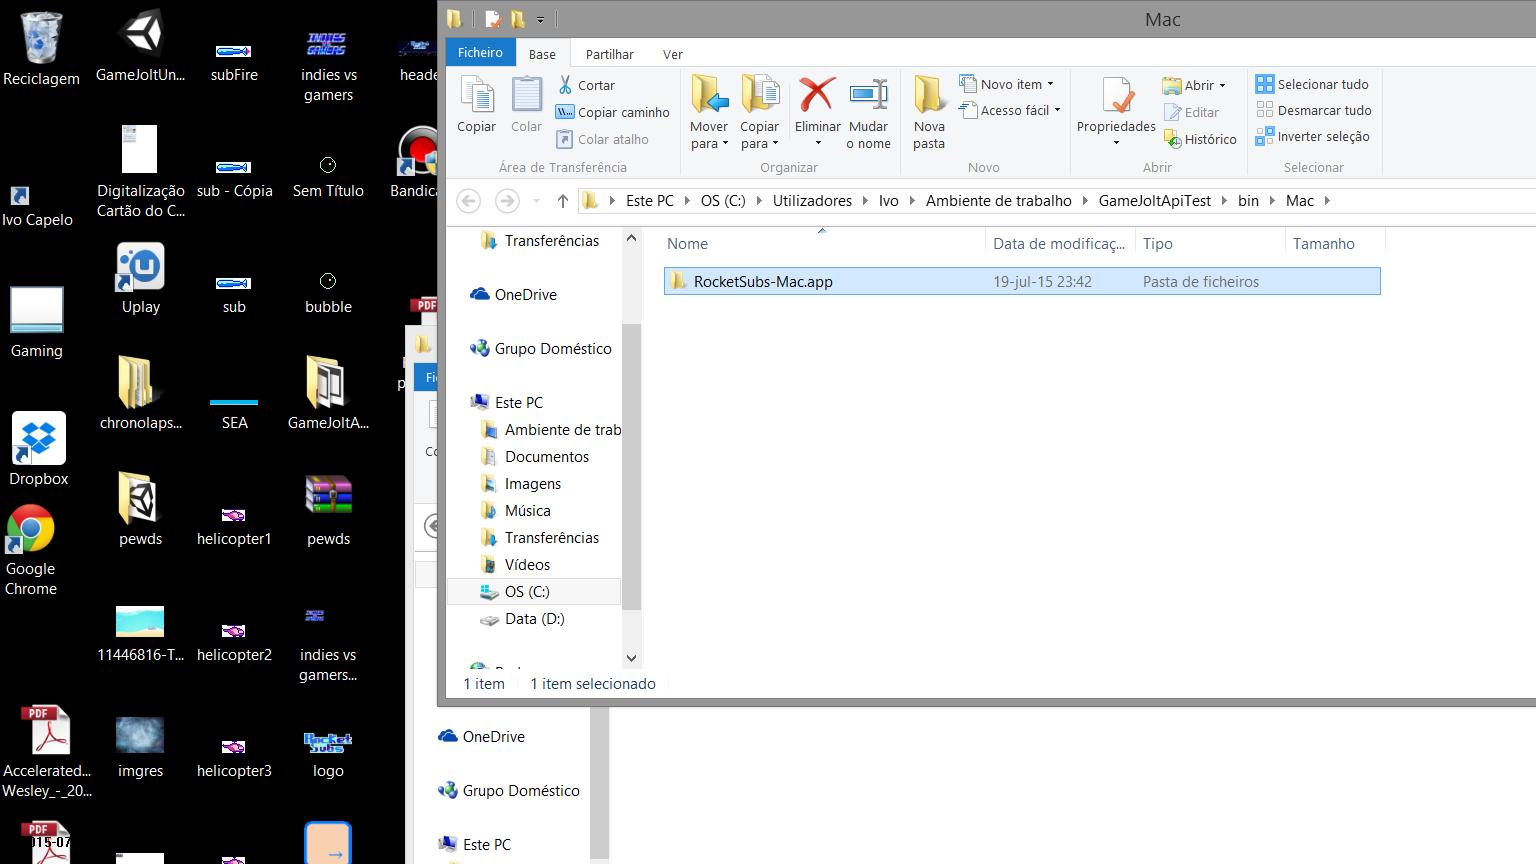 Reciclagem
GameJoltUn...
subFire
indies vs
gamers
heade
Digitalização
Cartão do C...
sub - Cópia
Sem Título
Bandica
Ivo Capelo
Uplay
sub
bubble
PDF
Gaming
chronolaps...
SEA
GameJoltA...
Dropbox
pewds
helicopter1
pewds
Google
Chrome
11446816-T...
helicopter2
indies vs
gamers...
PDF
Accelerated...
Wesley_-_20...
imgres
helicopter3
Rocket
Subs
logo
PDF
015-07
Mac
Ficheiro
Base
Partilhar
Ver
Copiar
Colar
Cortar
Copiar caminho
Colar atalho
Área de Transferência
Mover
para
Copiar
para
Eliminar
Mudar
o nome
Organizar
Nova
pasta
Novo item
Acesso fácil
Novo
Propriedades
Abrir
Editar
Histórico
Abrir
Selecionar tudo
Desmarcar tudo
Inverter seleção
Selecionar
Este PC
OS (C:)
Utilizadores
Ivo
Ambiente de trabalho
GameJoltApiTest
bin
Mac
Transferências
OneDrive
Grupo Doméstico
Este PC
Ambiente de trab
Documentos
Imagens
Música
Transferências
Vídeos
OS (C:)
Data (D:)
Nome
Data de modificaç...
Tipo
Tamanho
RocketSubs-Mac.app
19-jul-15 23:42
Pasta de ficheiros
1 item
1 item selecionado
OneDrive
Grupo Doméstico
Este PC